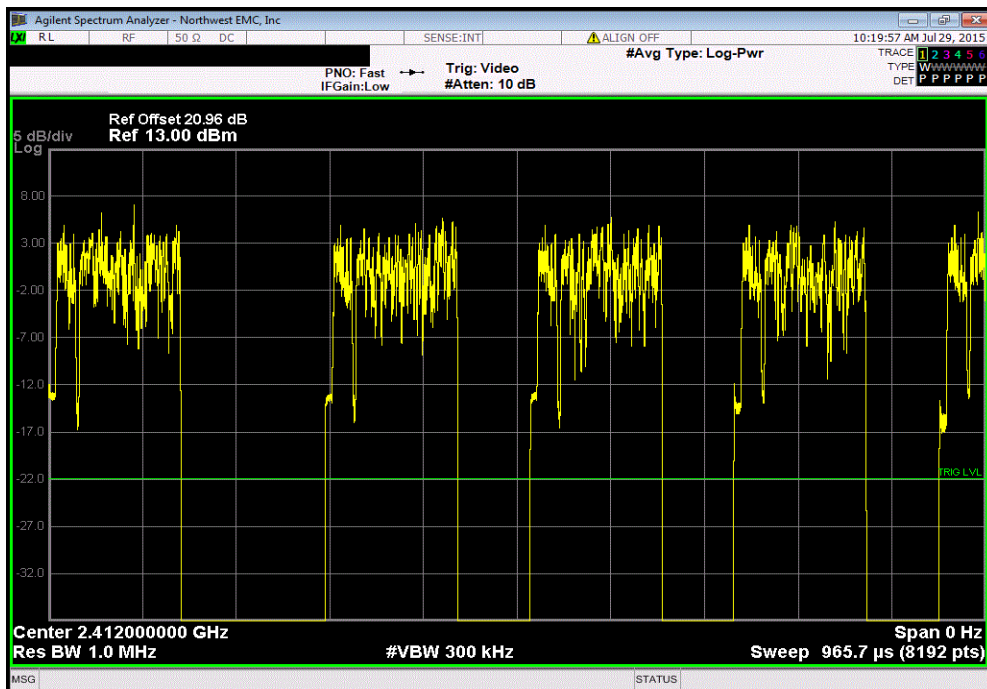 Agilent Spectrum Analyzer - Northwest EMC, Inc
LXI RL RF 50 Ω DC SENSE:INT ALIGN OFF 10:19:57 AM Jul 29, 2015
#Avg Type: Log-Pwr
TRACE 1 2 3 4 5 6
PNO: Fast Trig: Video TYPE WWWWWWW
IFGain:Low #Atten: 10 dB DET P P P P P P
Ref Offset 20.96 dB
5 dB/div Ref 13.00 dBm
Log
8.00
3.00
-2.00
-7.00
-12.0
-17.0
TRIG LVL
-22.0
-27.0
-32.0
Center 2.412000000 GHz Span 0 Hz
Res BW 1.0 MHz #VBW 300 kHz Sweep 965.7 µs (8192 pts)
MSG STATUS